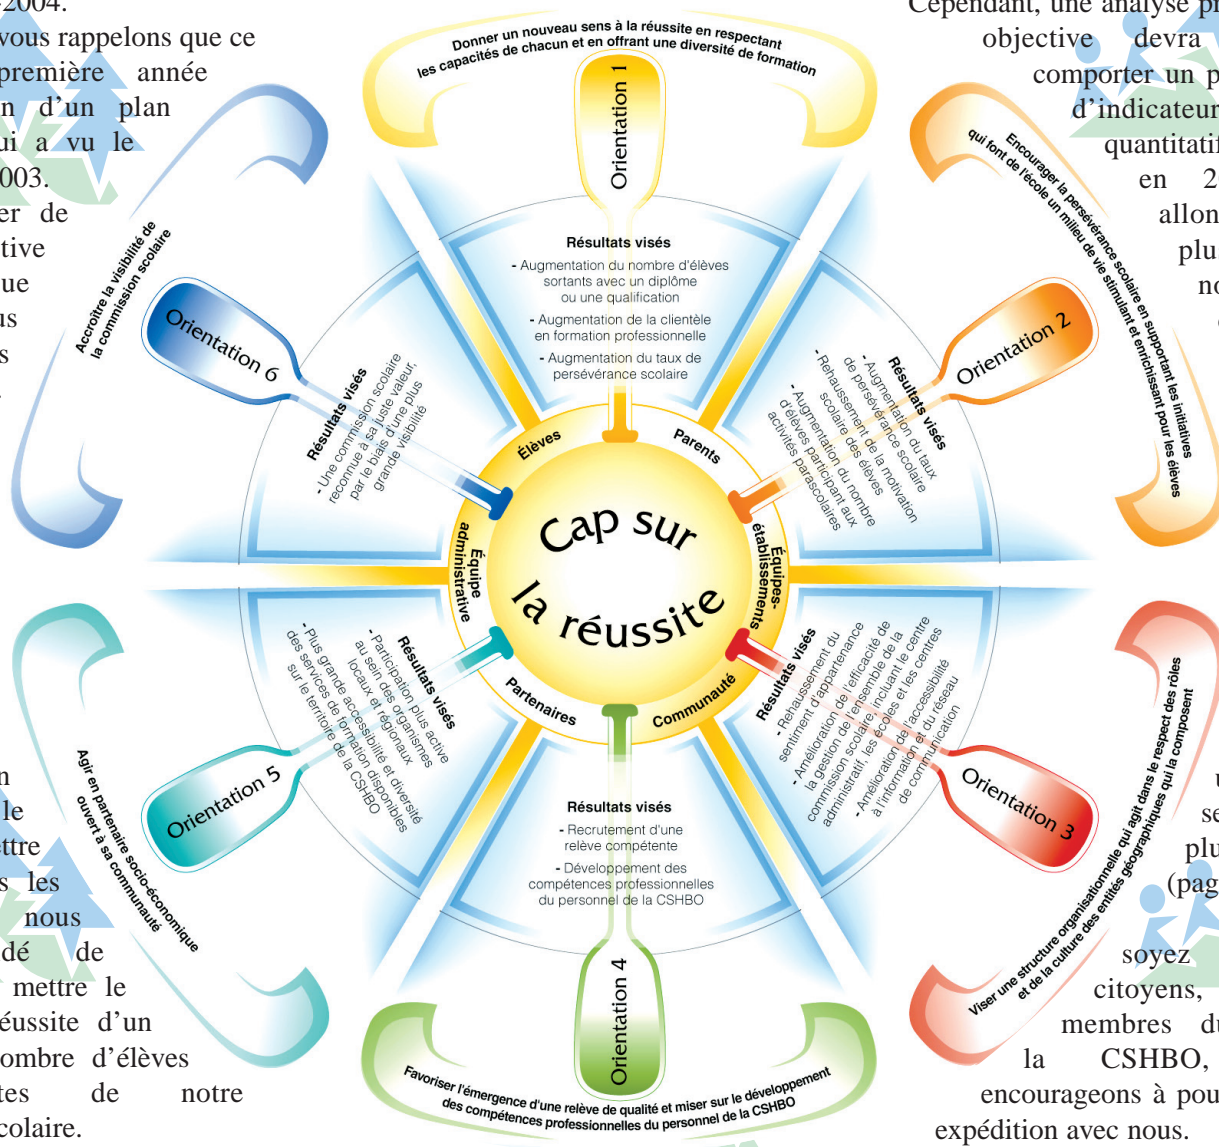 -2004.
vous rappelons que ce
première année
n d'un plan
ui a vu le
003.
er de
tive
ue
us
s
.
n
le
ttre
s les
nous
dé de
mettre le
éussite d'un
ombre d'élèves
tes de notre
scolaire.
Donner un nouveau sens à la réussite en respectant
les capacités de chacun et en offrant une diversité de formation
Orientation 1
Résultats visés
- Augmentation du nombre d'élèves
sortants avec un diplôme
ou une qualification
- Augmentation de la clientèle
en formation professionnelle
- Augmentation du taux de
persévérance scolaire
Encourager la persévérance scolaire en supportant les initiatives
qui font de l'école un milieu de vie stimulant et enrichissant pour les élèves
Orientation 2
Résultats visés
- Augmentation du taux
de persévérance scolaire
- Rehaussement de la motivation
scolaire des élèves
- Augmentation du nombre
d'élèves participant aux
activités parascolaires
Viser une structure organisationnelle qui agit dans le respect des rôles
et de la culture des entités géographiques qui la composent
Orientation 3
Résultats visés
- Rehaussement du
sentiment d'appartenance
- Amélioration de l'efficacité de
la gestion de l'ensemble de la
commission scolaire, incluant le centre
administratif, les écoles et les centres
- Amélioration de l'accessibilité
à l'information et du réseau
de communication
Favoriser l'émergence d'une relève de qualité et miser sur le développement
des compétences professionnelles du personnel de la CSHBO
Orientation 4
Résultats visés
- Recrutement d'une
relève compétente
- Développement des
compétences professionnelles
du personnel de la CSHBO
Agir en partenaire socio-économique
ouvert à sa communauté
Orientation 5
Résultats visés
- Participation plus active
au sein des organismes
locaux et régionaux
- Plus grande accessibilité et diversité
des services de formation disponibles
sur le territoire de la CSHBO
Accroître la visibilité de
la commission scolaire
Orientation 6
Résultats visés
- Une commission scolaire
reconnue à sa juste valeur,
par le biais d'une plus
grande visibilité
Élèves
Parents
Équipes-
établissements
Communauté
Partenaires
Équipe
administrative
Cap sur
la réussite
Cependant, une analyse pr
objective devra
comporter un p
d'indicateur
quantitatif
en 20
allon
plus
no
u
se
plu
(pag
soyez
citoyens,
membres du
la CSHBO,
encourageons à pou
expédition avec nous.